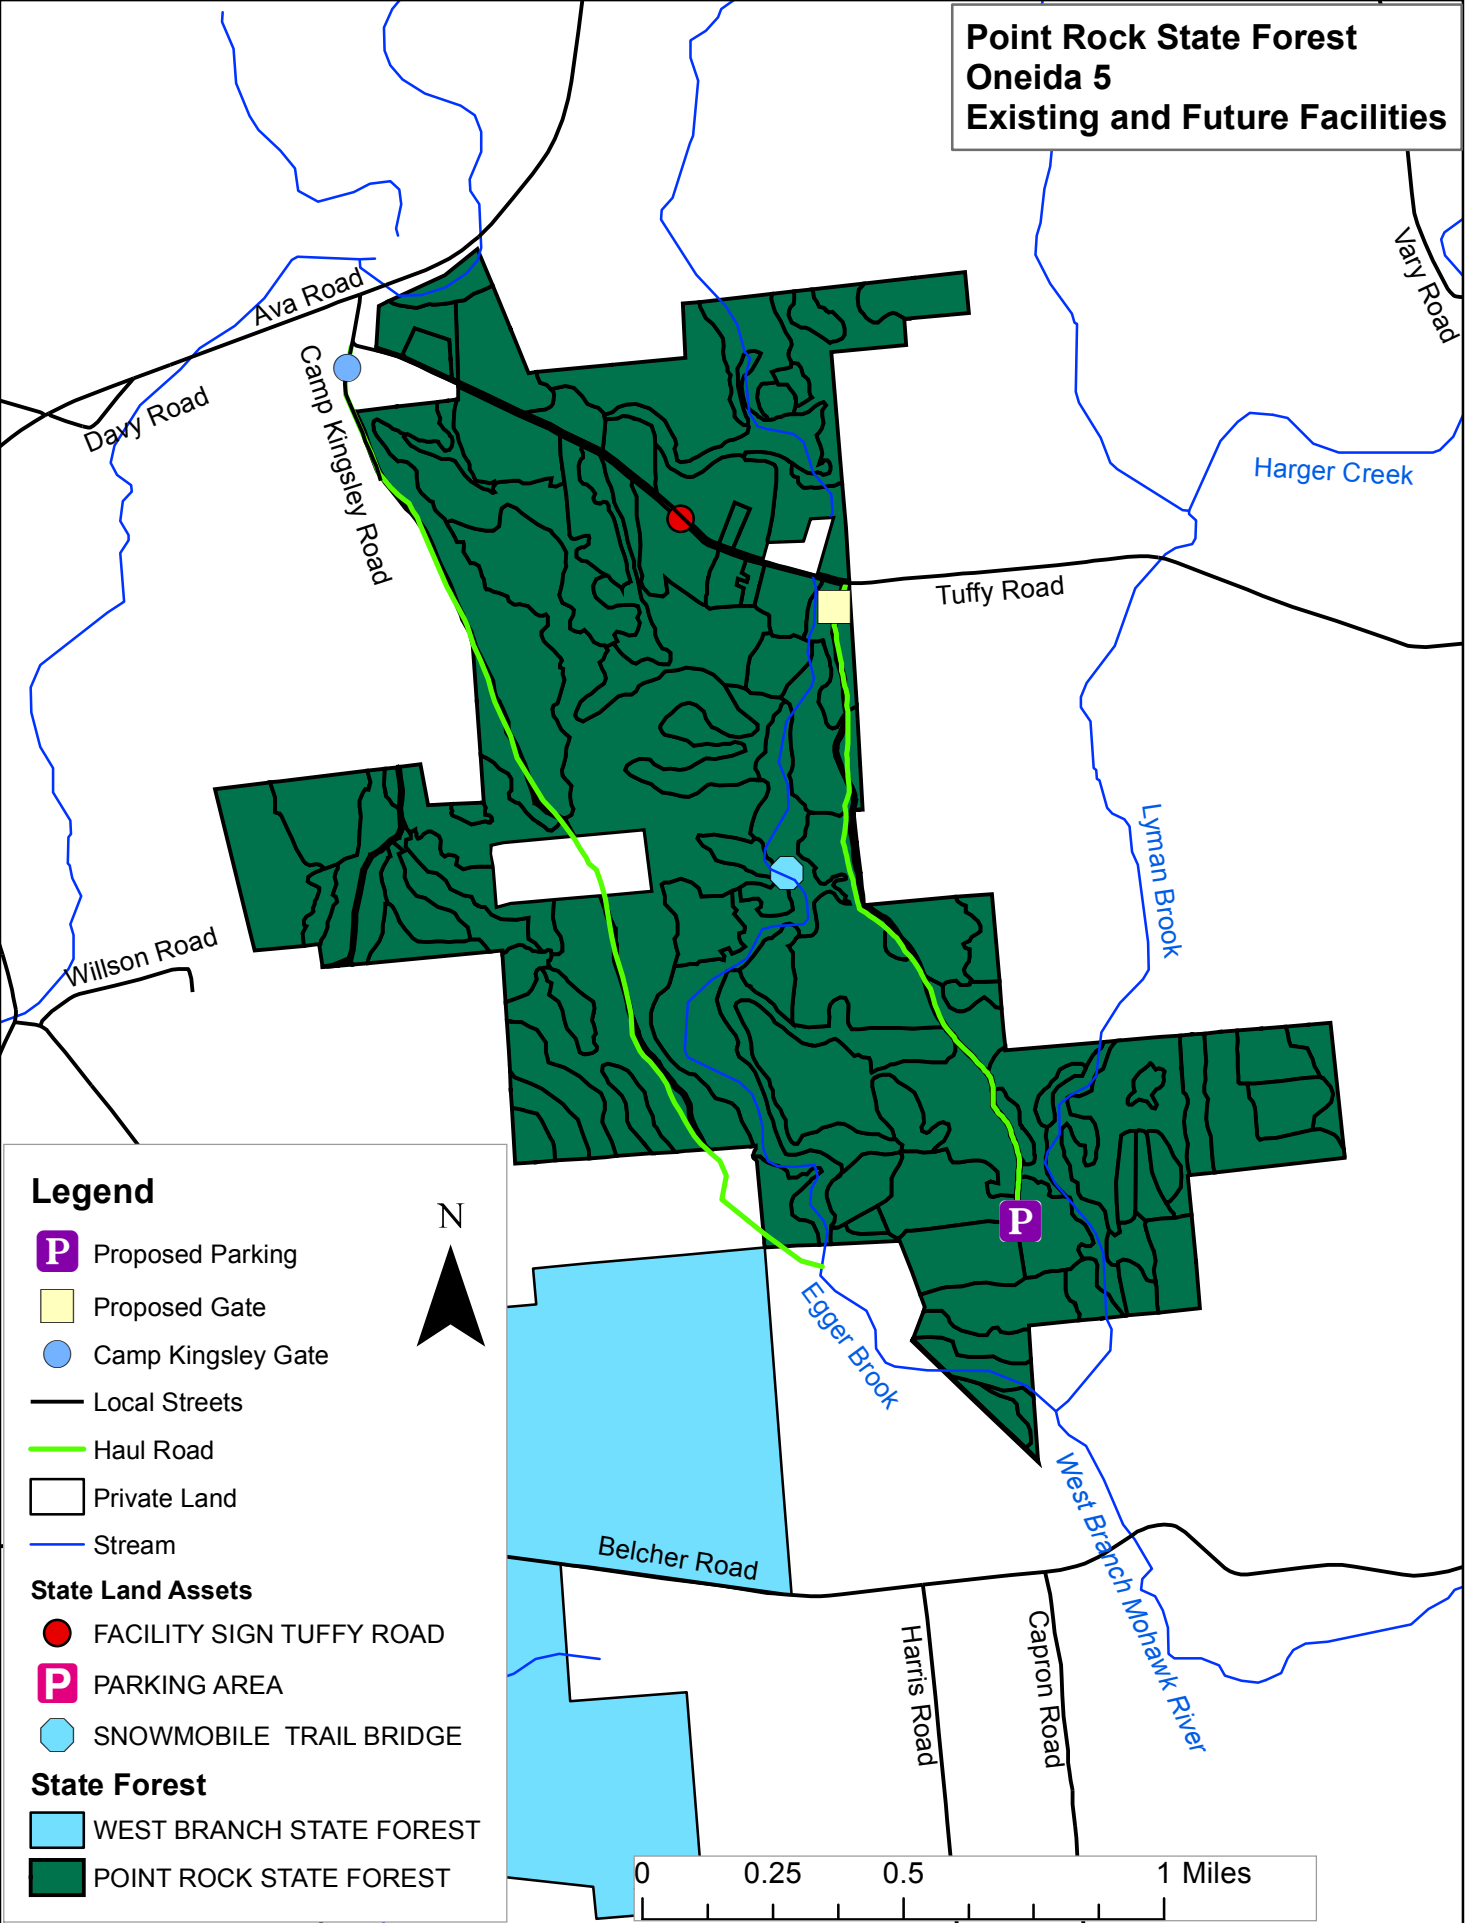 Point Rock State Forest
Oneida 5
Existing and Future Facilities
Vary Road
Ava Road
Davy Road
Camp Kingsley Road
Harger Creek
Tuffy Road
Lyman Brook
Willson Road
Egger Brook
West Branch Mohawk River
Belcher Road
Harris Road
Capron Road
Legend
N
P Proposed Parking
Proposed Gate
Camp Kingsley Gate
Local Streets
Haul Road
Private Land
Stream
State Land Assets
FACILITY SIGN TUFFY ROAD
P PARKING AREA
SNOWMOBILE TRAIL BRIDGE
State Forest
WEST BRANCH STATE FOREST
POINT ROCK STATE FOREST
P
0 0.25 0.5 1 Miles